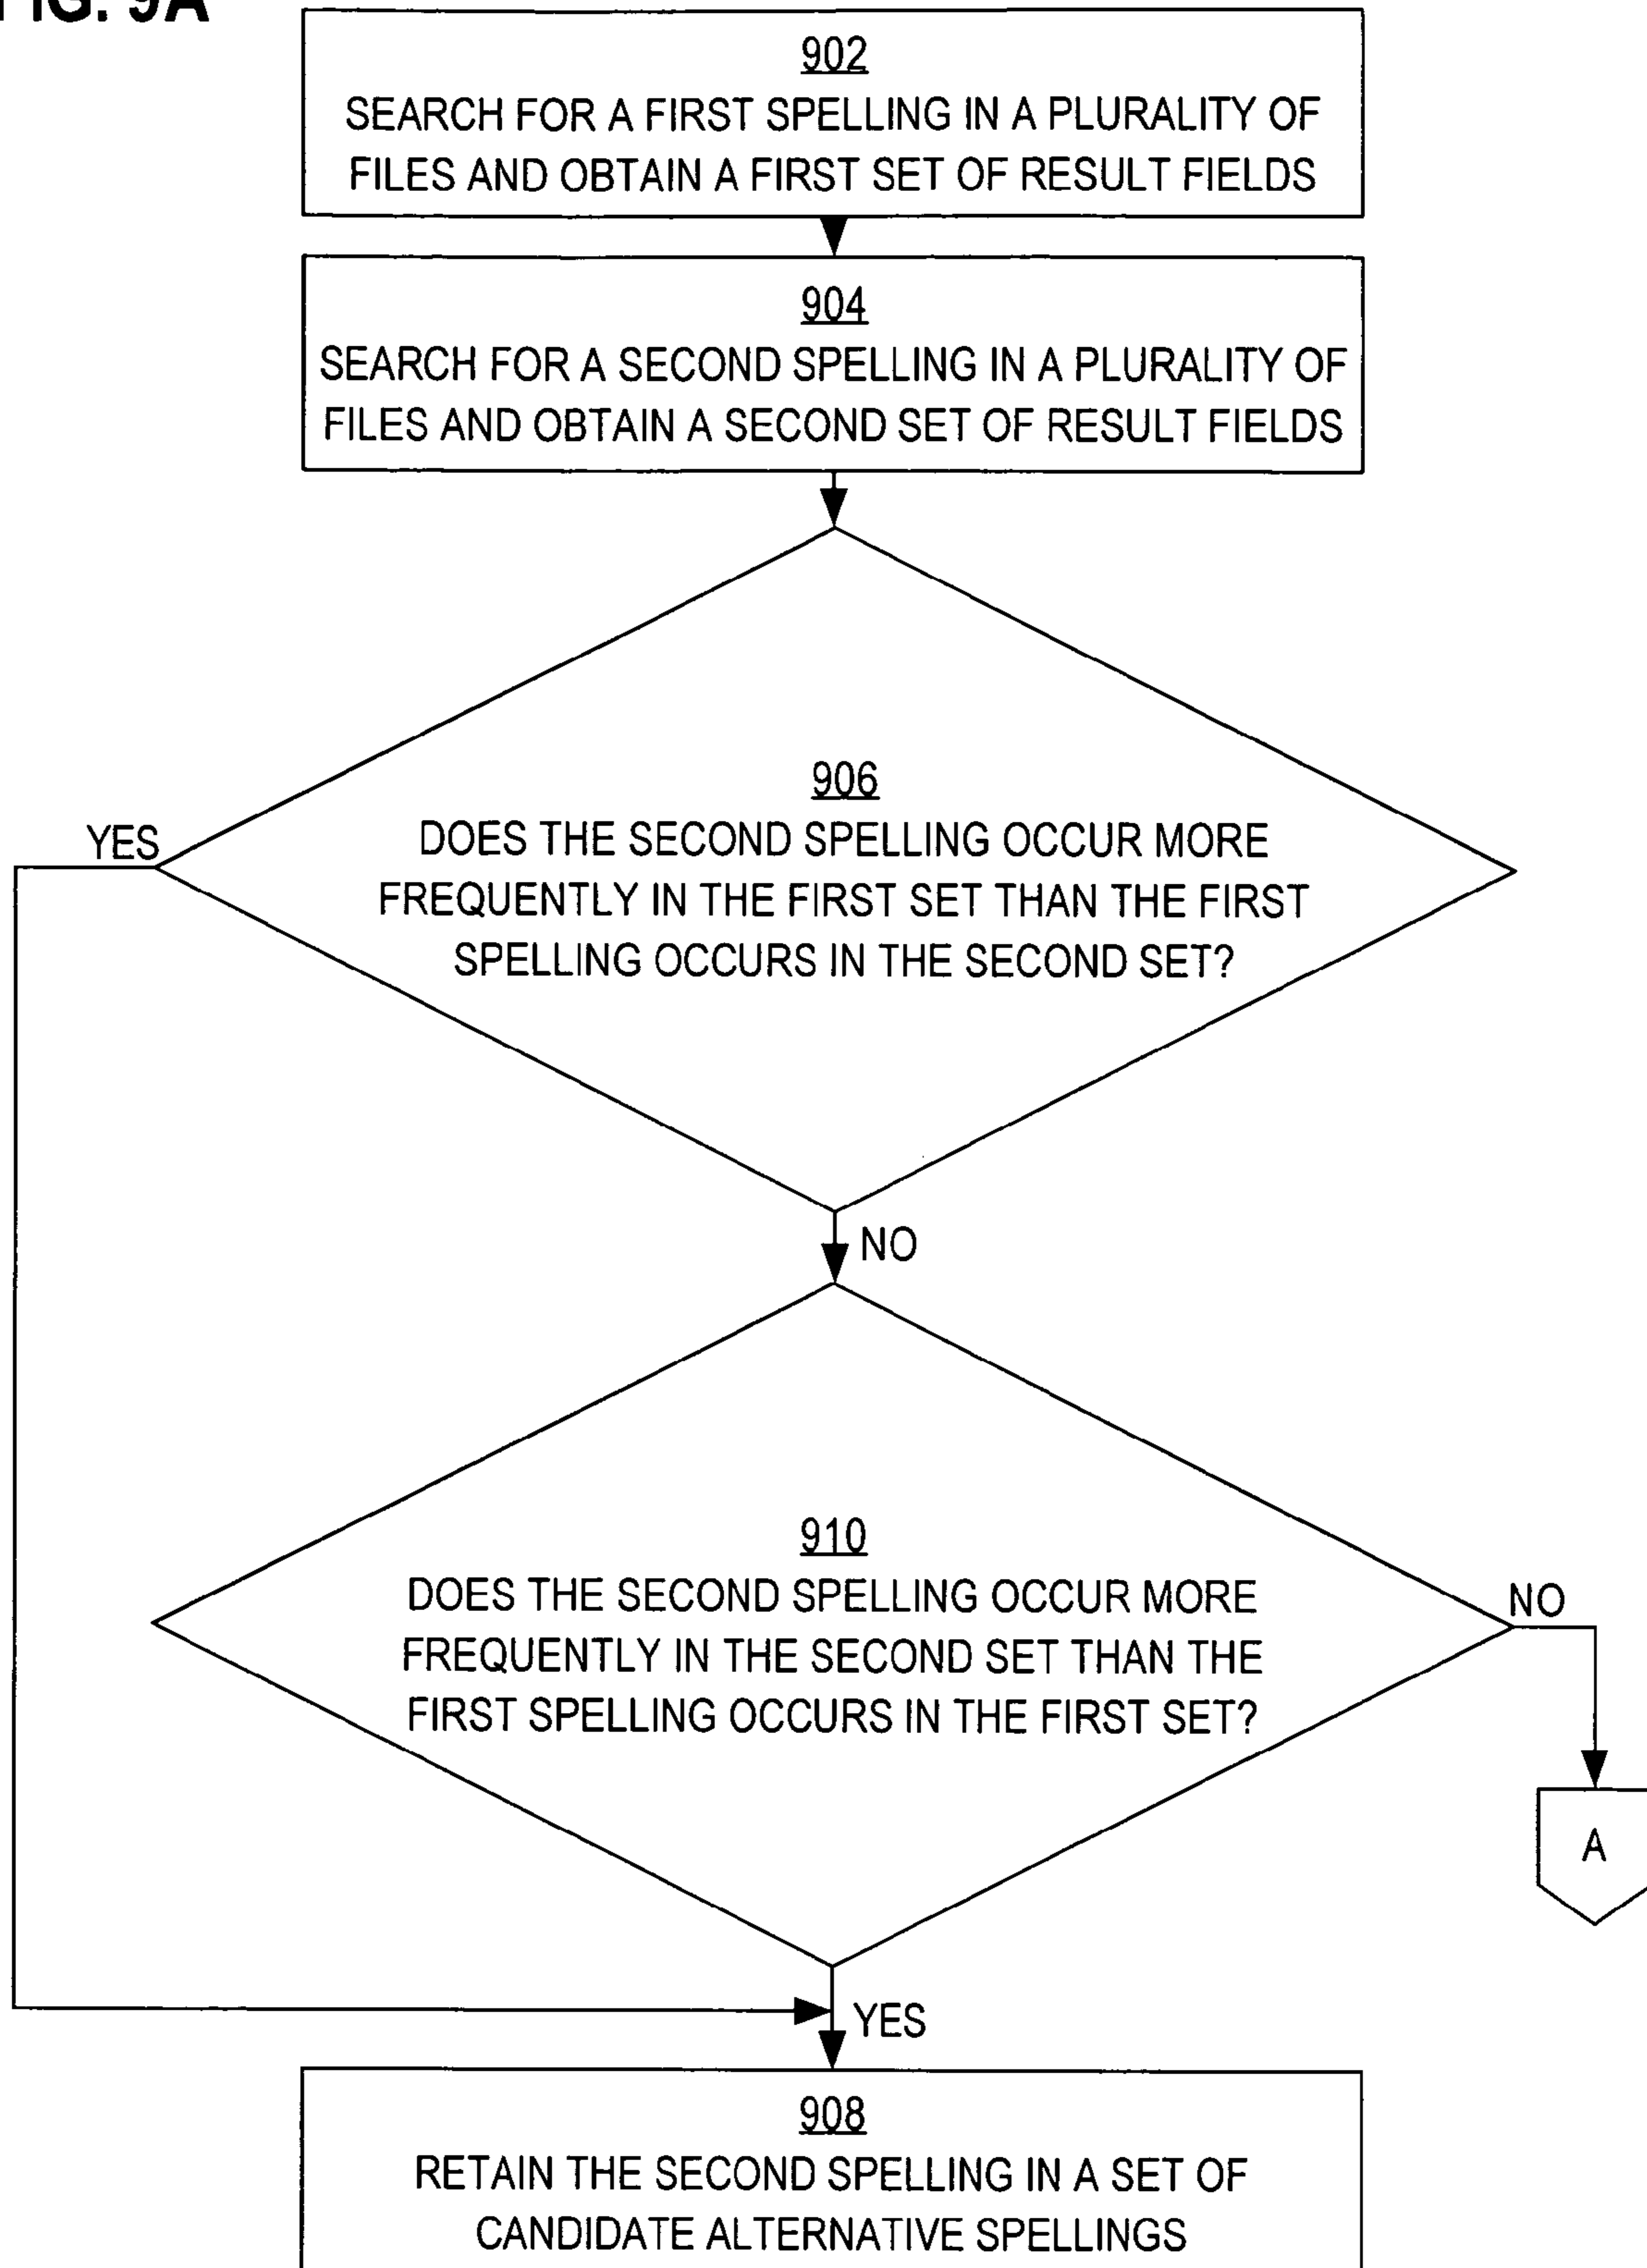 FIG. 9A
902
SEARCH FOR A FIRST SPELLING IN A PLURALITY OF
FILES AND OBTAIN A FIRST SET OF RESULT FIELDS
904
SEARCH FOR A SECOND SPELLING IN A PLURALITY OF
FILES AND OBTAIN A SECOND SET OF RESULT FIELDS
906
YES
DOES THE SECOND SPELLING OCCUR MORE
FREQUENTLY IN THE FIRST SET THAN THE FIRST
SPELLING OCCURS IN THE SECOND SET?
NO
910
DOES THE SECOND SPELLING OCCUR MORE
NO
FREQUENTLY IN THE SECOND SET THAN THE
FIRST SPELLING OCCURS IN THE FIRST SET?
A
YES
908
RETAIN THE SECOND SPELLING IN A SET OF
CANDIDATE ALTERNATIVE SPELLINGS